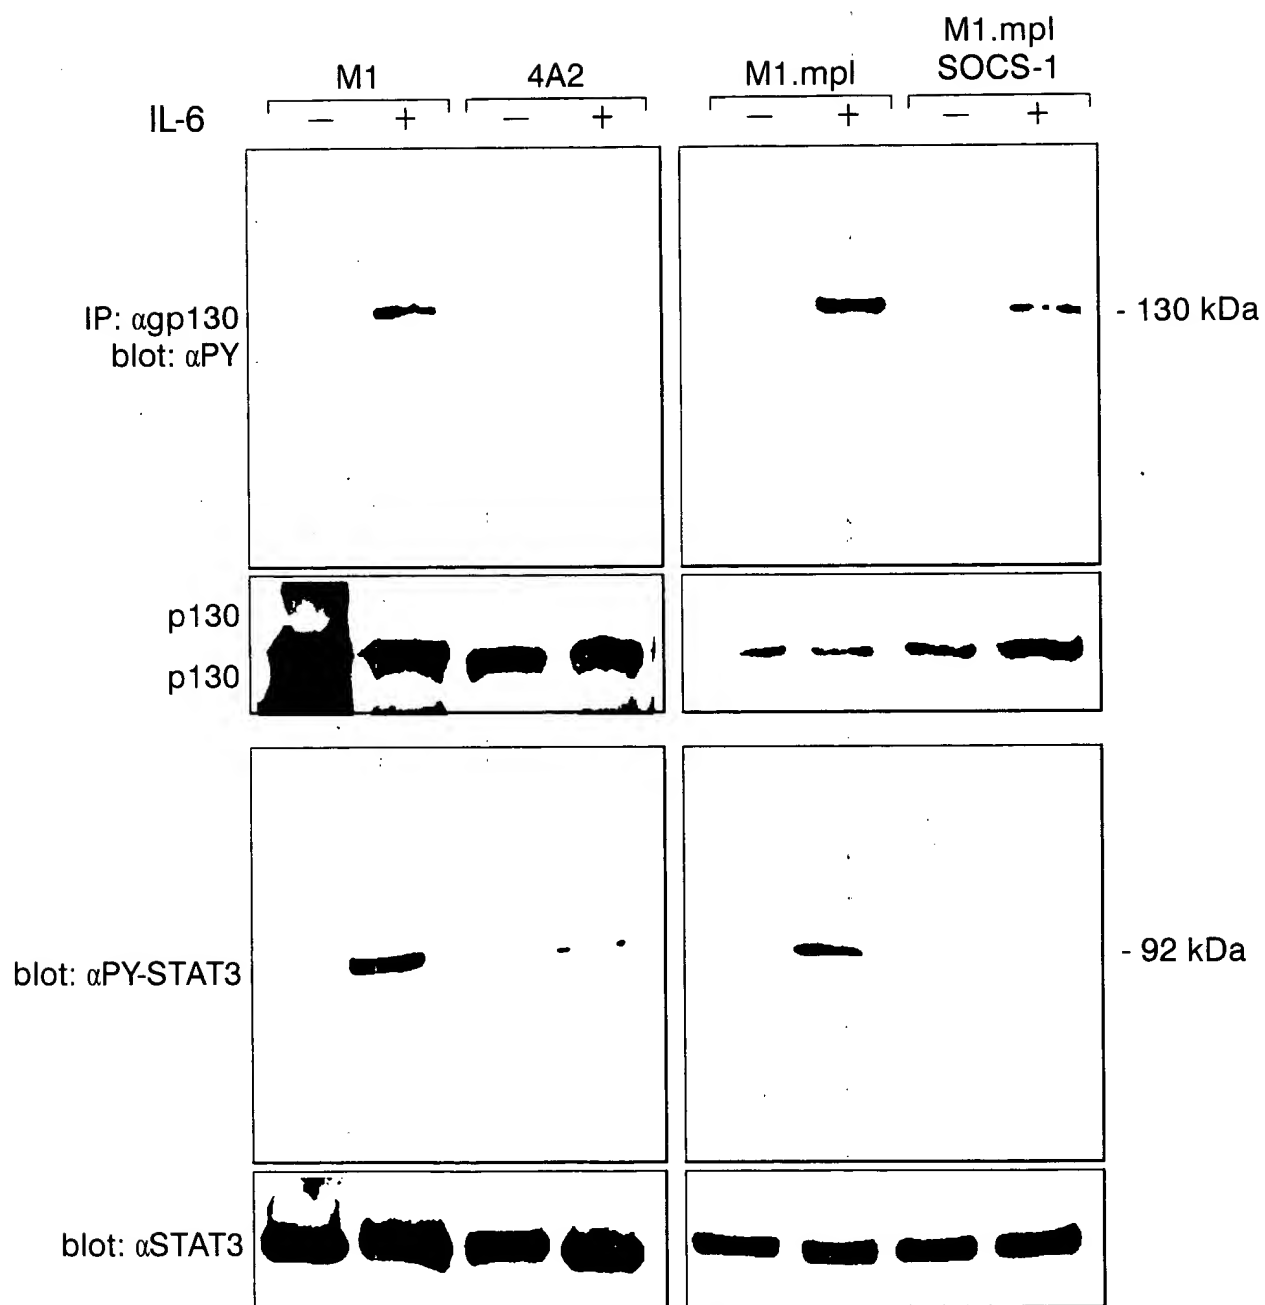 M1.mpl
M1 4A2 M1.mpl SOCS-1
IL-6 – + – + – + – +
IP: αgp130
blot: αPY
- 130 kDa
p130
p130
blot: αPY-STAT3
- 92 kDa
blot: αSTAT3